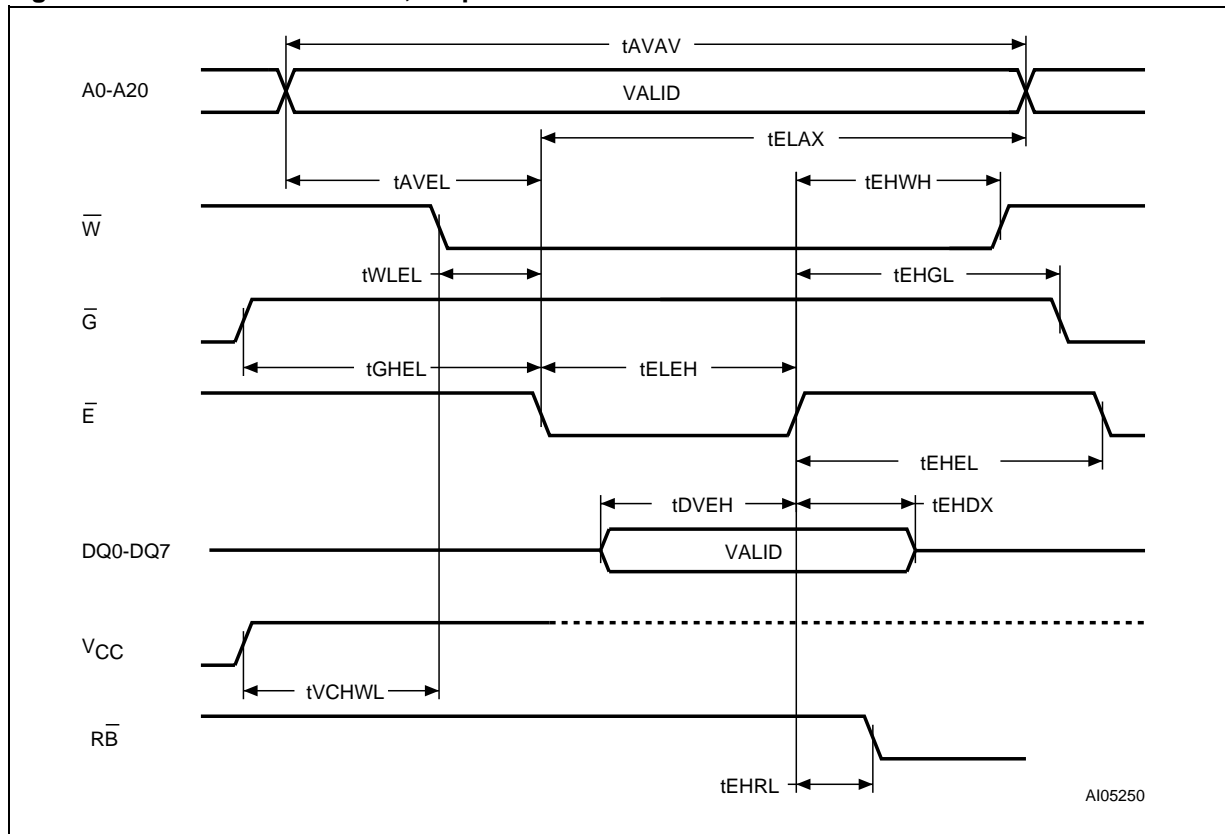 tAVAV
A0-A20
VALID
tELAX
tAVEL
tEHWH
W̅
tWLEL
tEHGL
G̅
tGHEL
tELEH
E̅
tEHEL
tDVEH
tEHDX
DQ0-DQ7
VALID
VCC
tVCHWL
RB̅
tEHRL
AI05250